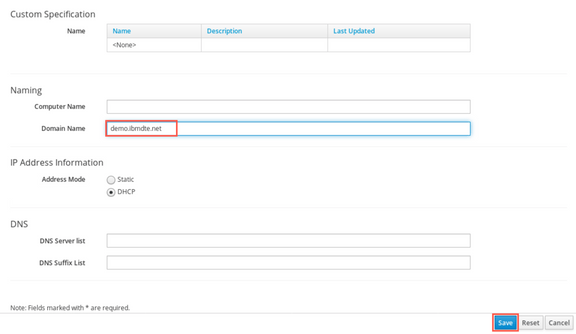 Custom Specification
Name
Name Description Last Updated
<None>
Naming
Computer Name
Domain Name demo.ibmdte.net
IP Address Information
Address Mode Static
DHCP
DNS
DNS Server list
DNS Suffix List
Note: Fields marked with * are required.
Save Reset Cancel